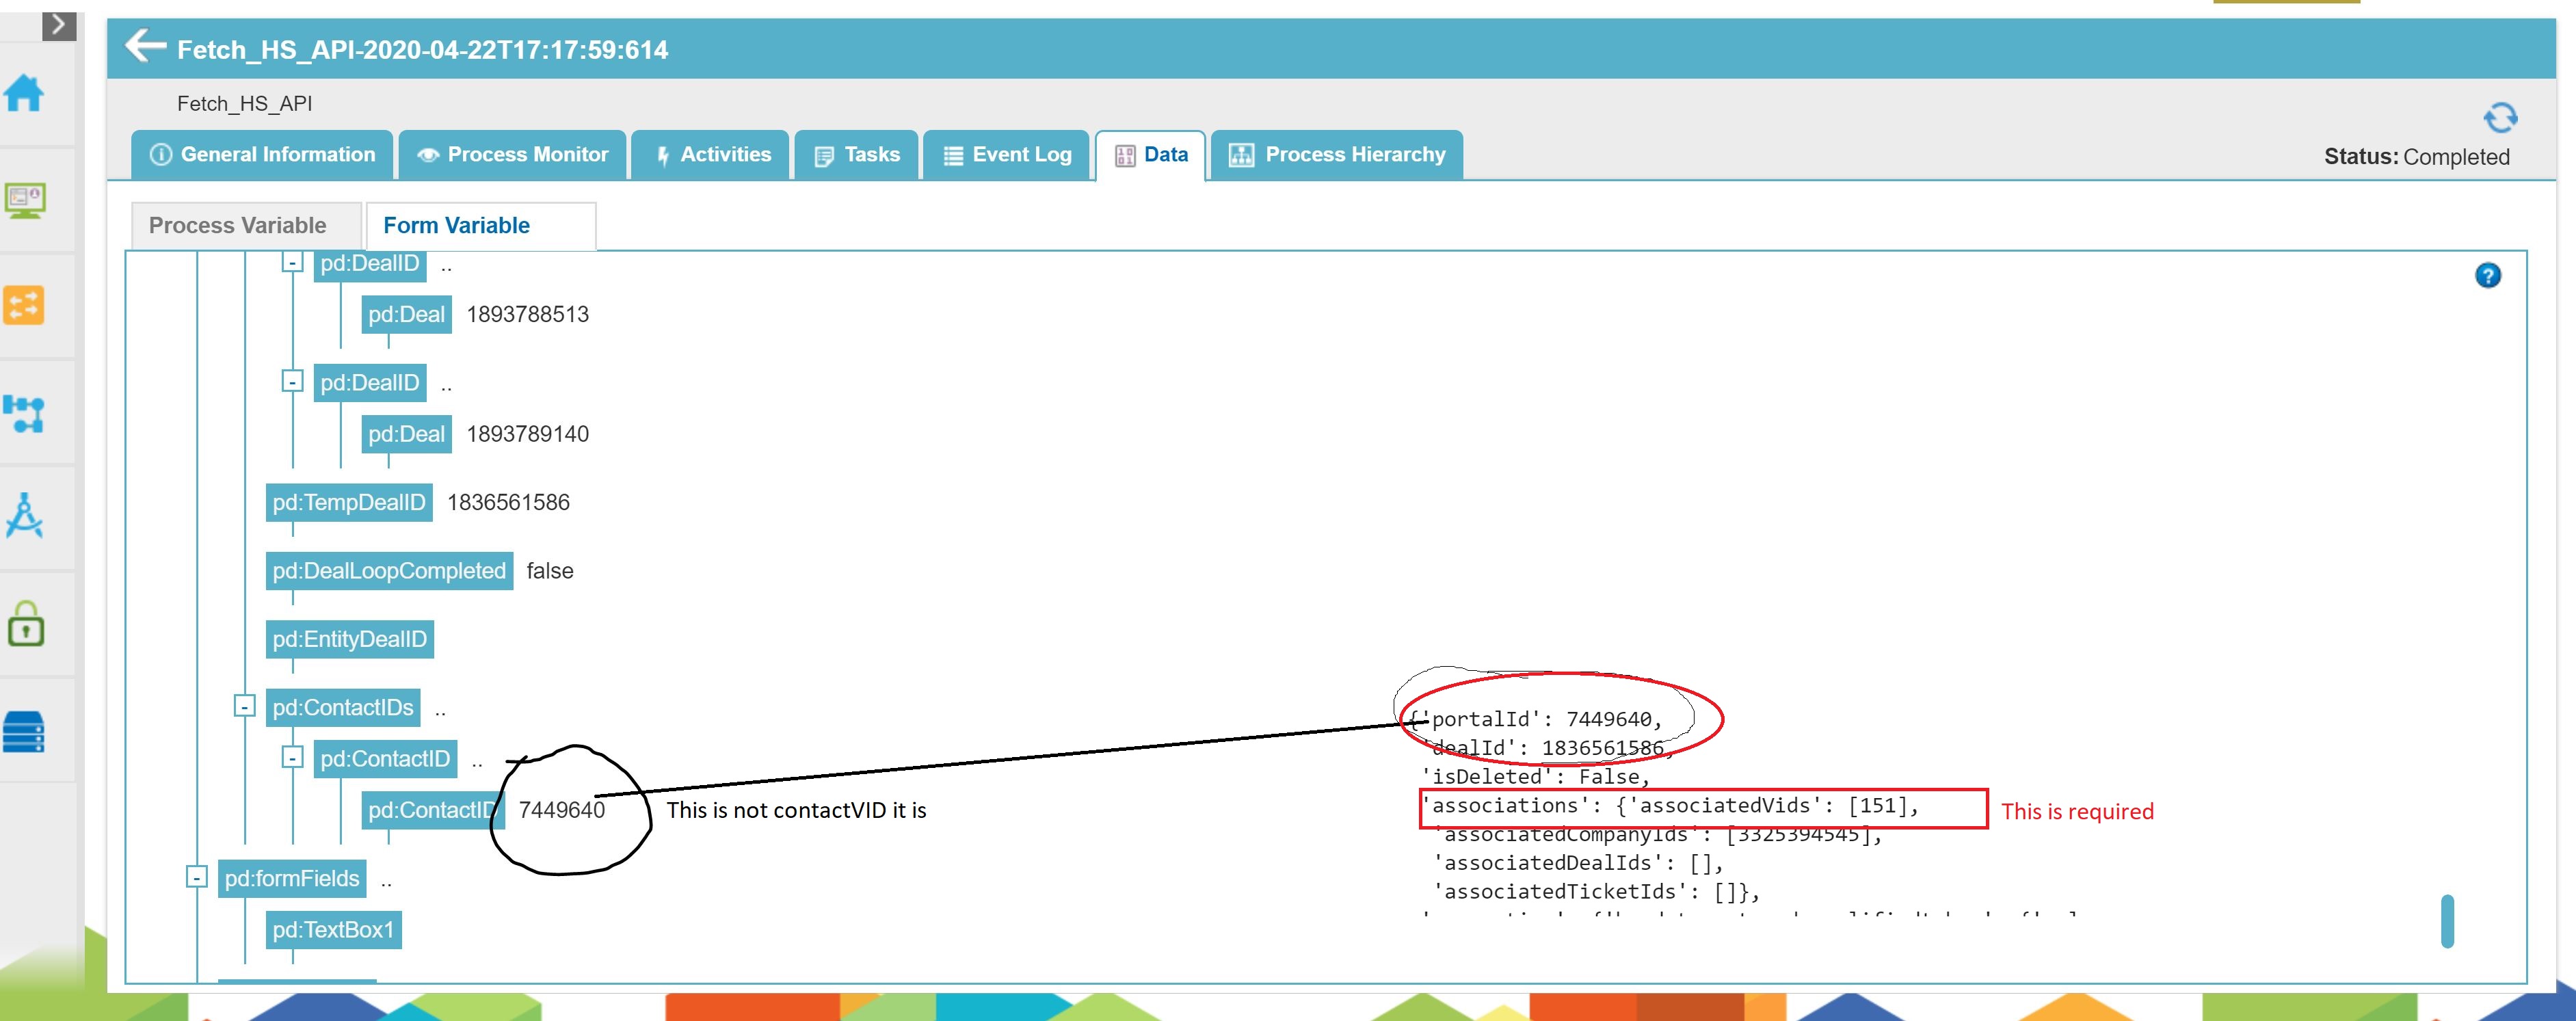 Fetch_HS_API-2020-04-22T17:17:59:614
Fetch_HS_API
General Information
Process Monitor
Activities
Tasks
Event Log
Data
Process Hierarchy
Status: Completed
Process Variable
Form Variable
pd:DealID ..
pd:Deal 1893788513
pd:DealID ..
pd:Deal 1893789140
pd:TempDealID 1836561586
pd:DealLoopCompleted false
pd:EntityDealID
pd:ContactIDs ..
pd:ContactID ..
pd:ContactID 7449640
This is not contactVID it is
pd:formFields ..
pd:TextBox1
{'portalId': 7449640,
'dealId': 1836561586,
'isDeleted': False,
'associations': {'associatedVids': [151],
This is required
'associatedCompanyIds': [3325394545],
'associatedDealIds': [],
'associatedTicketIds': []},